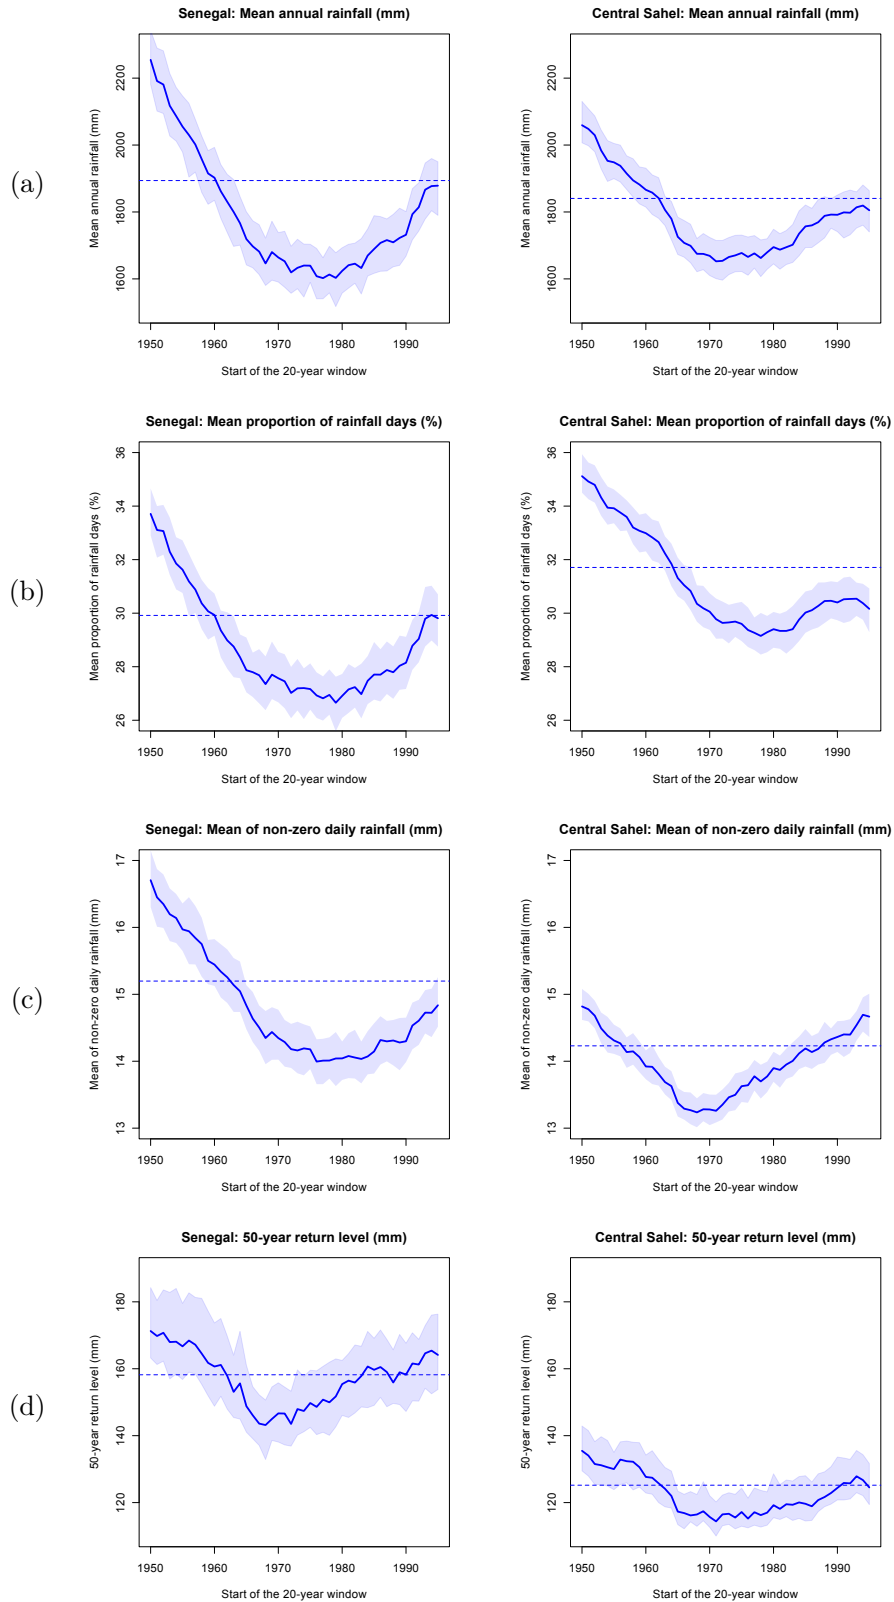 Senegal: Mean annual rainfall (mm)
Central Sahel: Mean annual rainfall (mm)
(a)
Mean annual rainfall (mm)
2200
2000
1800
1600
1950 1960 1970 1980 1990
Start of the 20-year window
Mean annual rainfall (mm)
2200
2000
1800
1600
1950 1960 1970 1980 1990
Start of the 20-year window
Senegal: Mean proportion of rainfall days (%)
Central Sahel: Mean proportion of rainfall days (%)
(b)
Mean proportion of rainfall days (%)
36
34
32
30
28
26
1950 1960 1970 1980 1990
Start of the 20-year window
Mean proportion of rainfall days (%)
36
34
32
30
28
26
1950 1960 1970 1980 1990
Start of the 20-year window
Senegal: Mean of non-zero daily rainfall (mm)
Central Sahel: Mean of non-zero daily rainfall (mm)
(c)
Mean of non-zero daily rainfall (mm)
17
16
15
14
13
1950 1960 1970 1980 1990
Start of the 20-year window
Mean of non-zero daily rainfall (mm)
17
16
15
14
13
1950 1960 1970 1980 1990
Start of the 20-year window
Senegal: 50-year return level (mm)
Central Sahel: 50-year return level (mm)
(d)
50-year return level (mm)
180
160
140
120
1950 1960 1970 1980 1990
Start of the 20-year window
50-year return level (mm)
180
160
140
120
1950 1960 1970 1980 1990
Start of the 20-year window